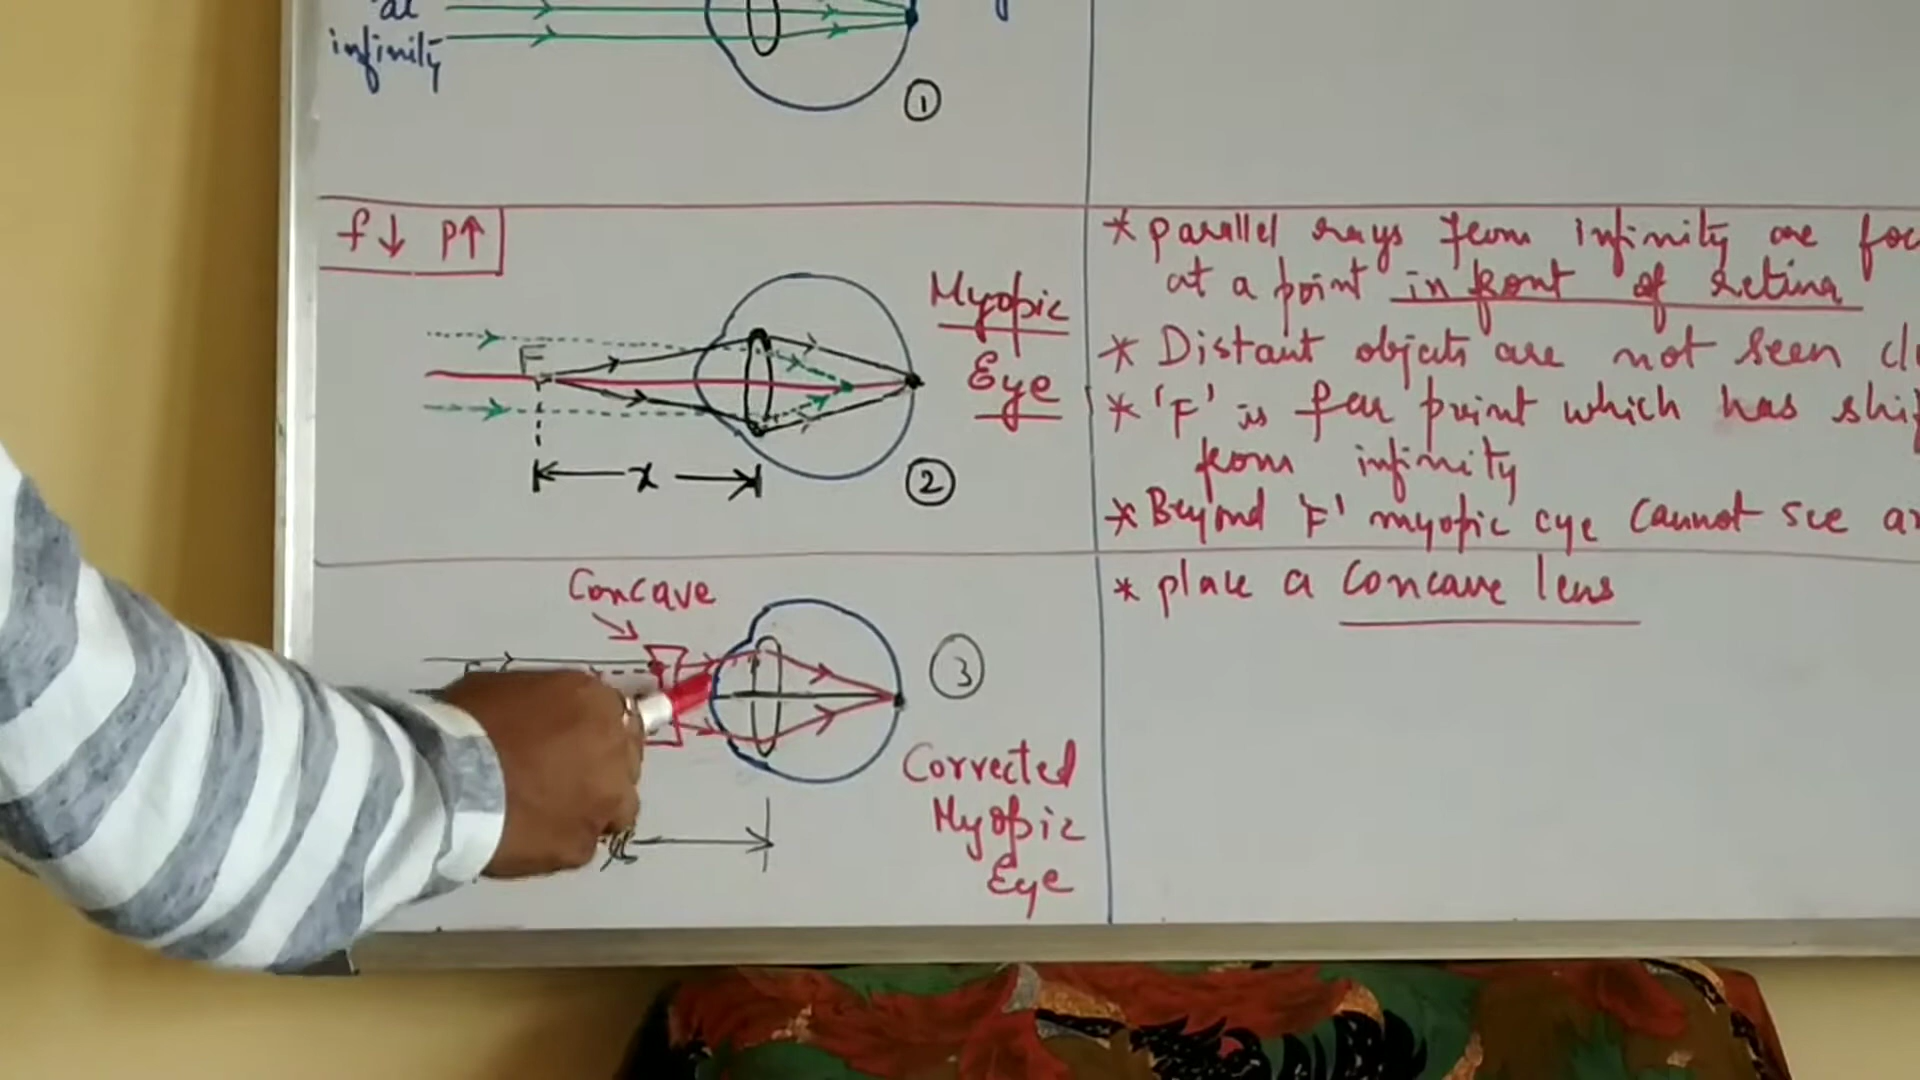 at
infinity
1
f↓ P↑
F
x
Myopic
Eye
2
* parallel rays from infinity are foc
at a point in front of retina
* Distant objects are not seen cl
* 'F' is far point which has shif
from infinity
* Beyond 'F' myopic eye cannot see an
Concave
3
x
Corrected
Myopic
Eye
* place a concave lens